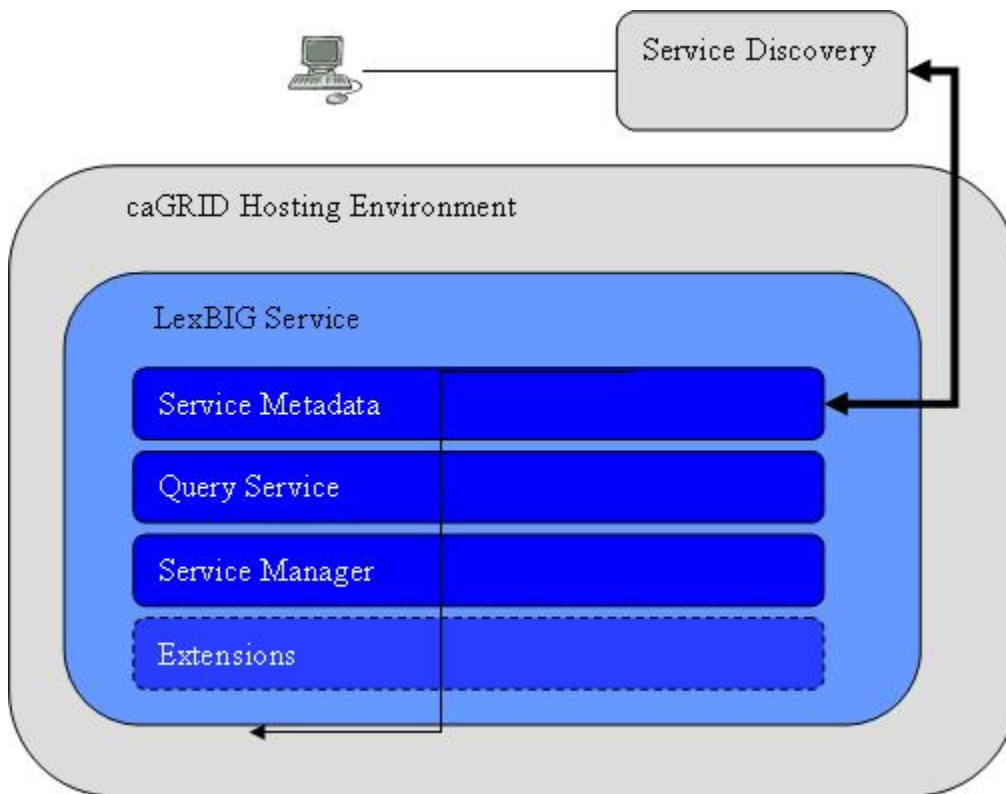 Service Discovery
caGRID Hosting Environment
LexBIG Service
Service Metadata
Query Service
Service Manager
Extensions